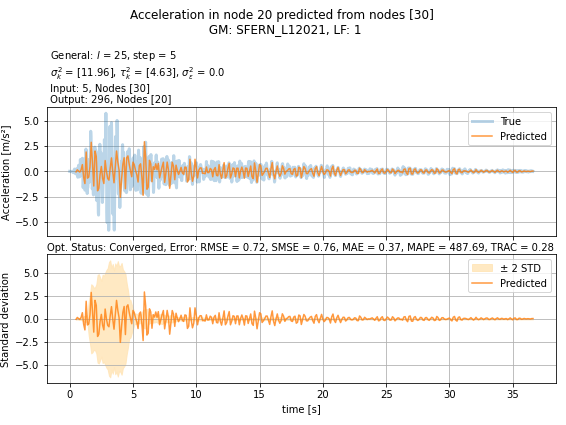 Acceleration in node 20 predicted from nodes [30]
GM: SFERN_L12021, LF: 1
General: l = 25, step = 5
σ²ₖ = [11.96], τ²ₖ = [4.63], σ²ε = 0.0
Input: 5, Nodes [30]
Output: 296, Nodes [20]
Acceleration [m/s²]
5.0
2.5
0.0
−2.5
−5.0
True
Predicted
Opt. Status: Converged, Error: RMSE = 0.72, SMSE = 0.76, MAE = 0.37, MAPE = 487.69, TRAC = 0.28
Standard deviation
5.0
2.5
0.0
−2.5
−5.0
± 2 STD
Predicted
0 5 10 15 20 25 30 35
time [s]